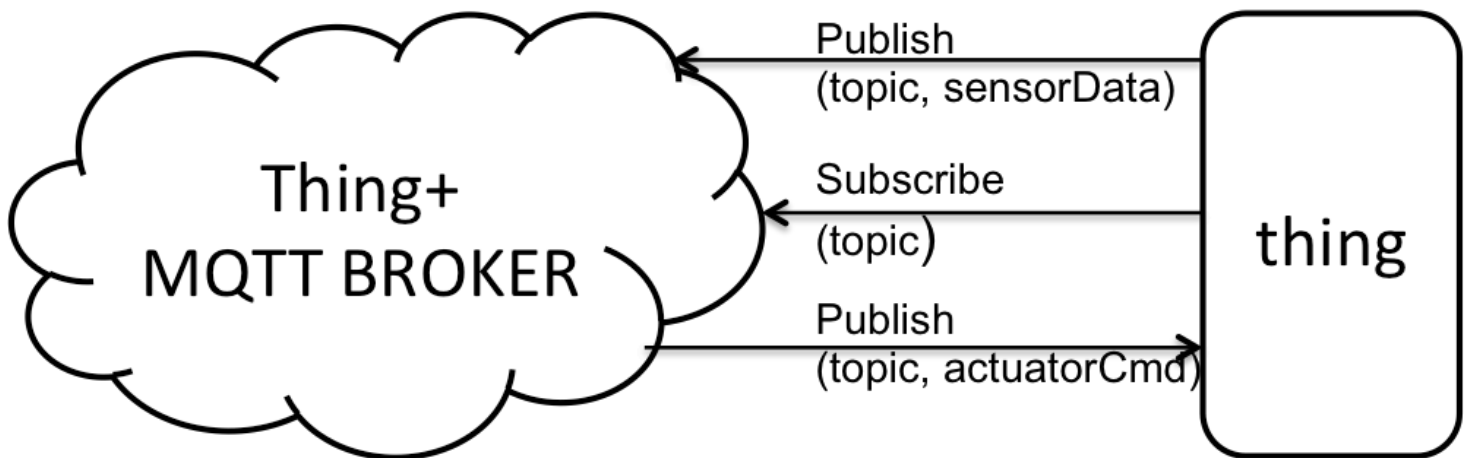 Thing+
MQTT BROKER
Publish
(topic, sensorData)
Subscribe
(topic)
Publish
(topic, actuatorCmd)
thing